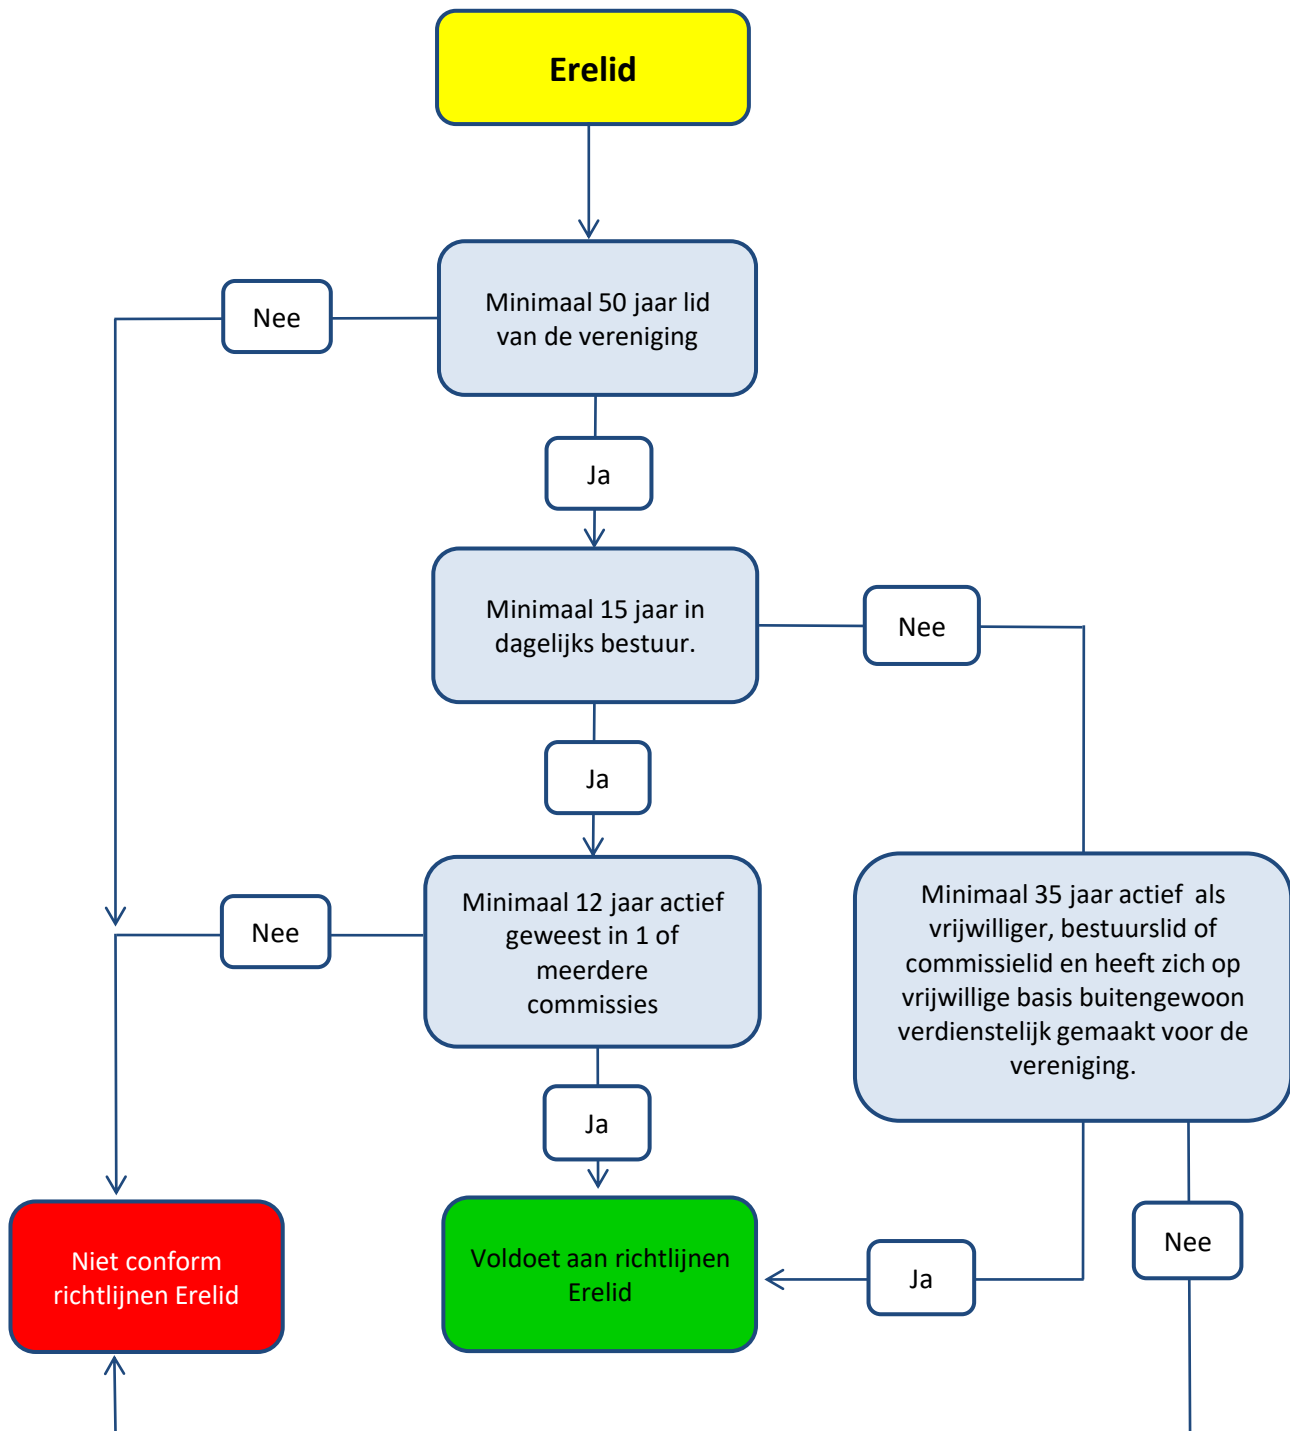 Erelid
Minimaal 50 jaar lid
van de vereniging
Nee
Ja
Minimaal 15 jaar in
dagelijks bestuur.
Nee
Ja
Minimaal 12 jaar actief
geweest in 1 of
meerdere
commissies
Nee
Minimaal 35 jaar actief als
vrijwilliger, bestuurslid of
commissielid en heeft zich op
vrijwillige basis buitengewoon
verdienstelijk gemaakt voor de
vereniging.
Ja
Niet conform
richtlijnen Erelid
Voldoet aan richtlijnen
Erelid
Ja
Nee